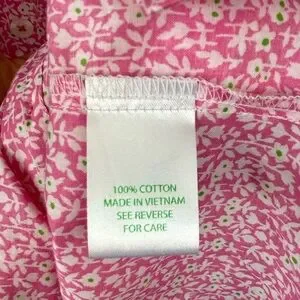 100% COTTON
MADE IN VIETNAM
SEE REVERSE
FOR CARE